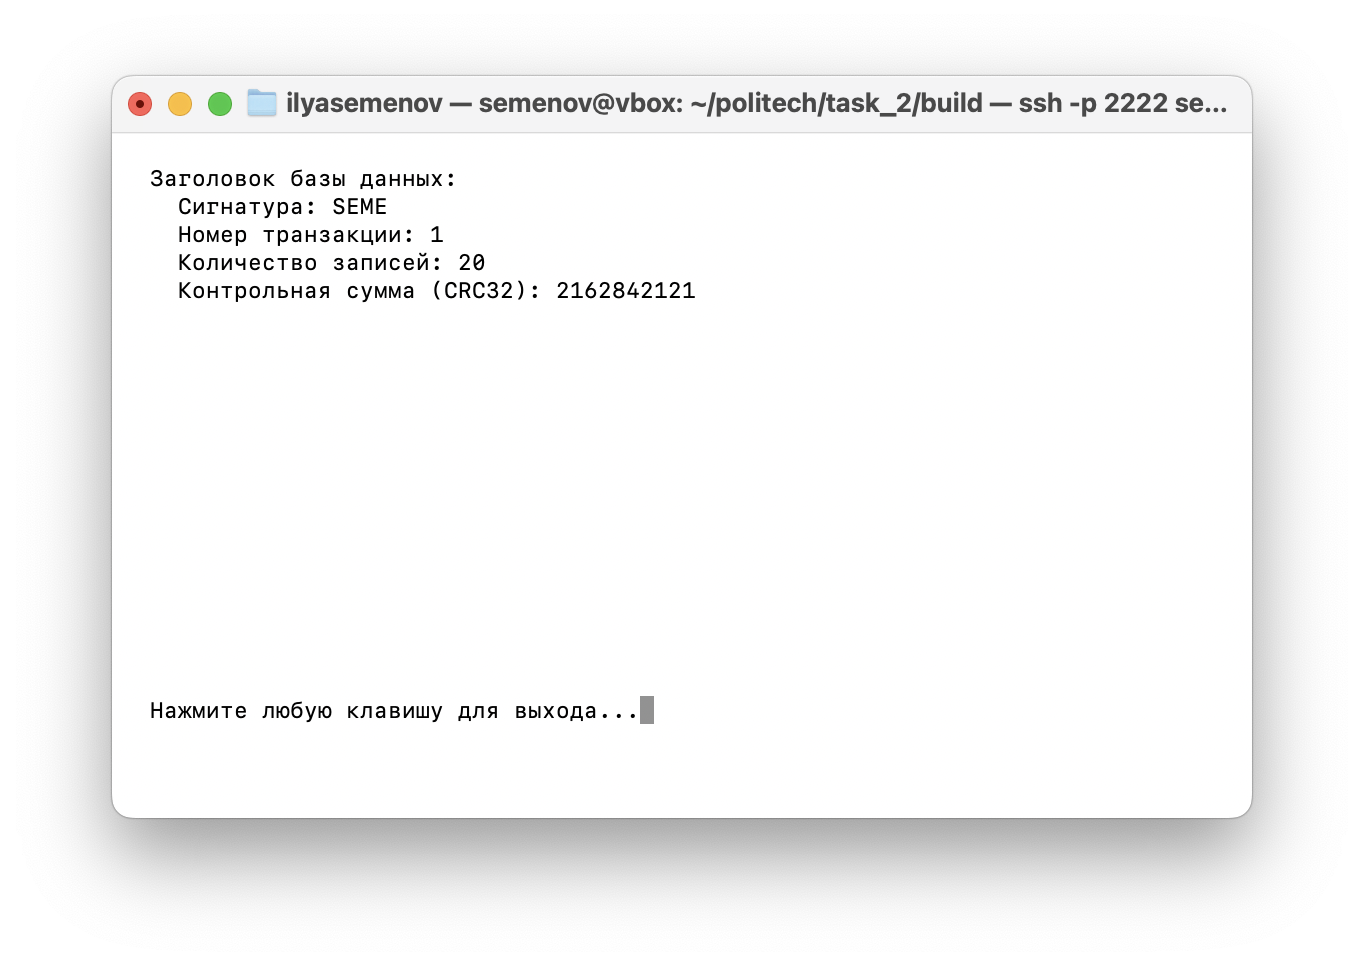 ilyasemenov — semenov@vbox: ~/politech/task_2/build — ssh -p 2222 se...
Заголовок базы данных:
Сигнатура: SEME
Номер транзакции: 1
Количество записей: 20
Контрольная сумма (CRC32): 2162842121
Нажмите любую клавишу для выхода...